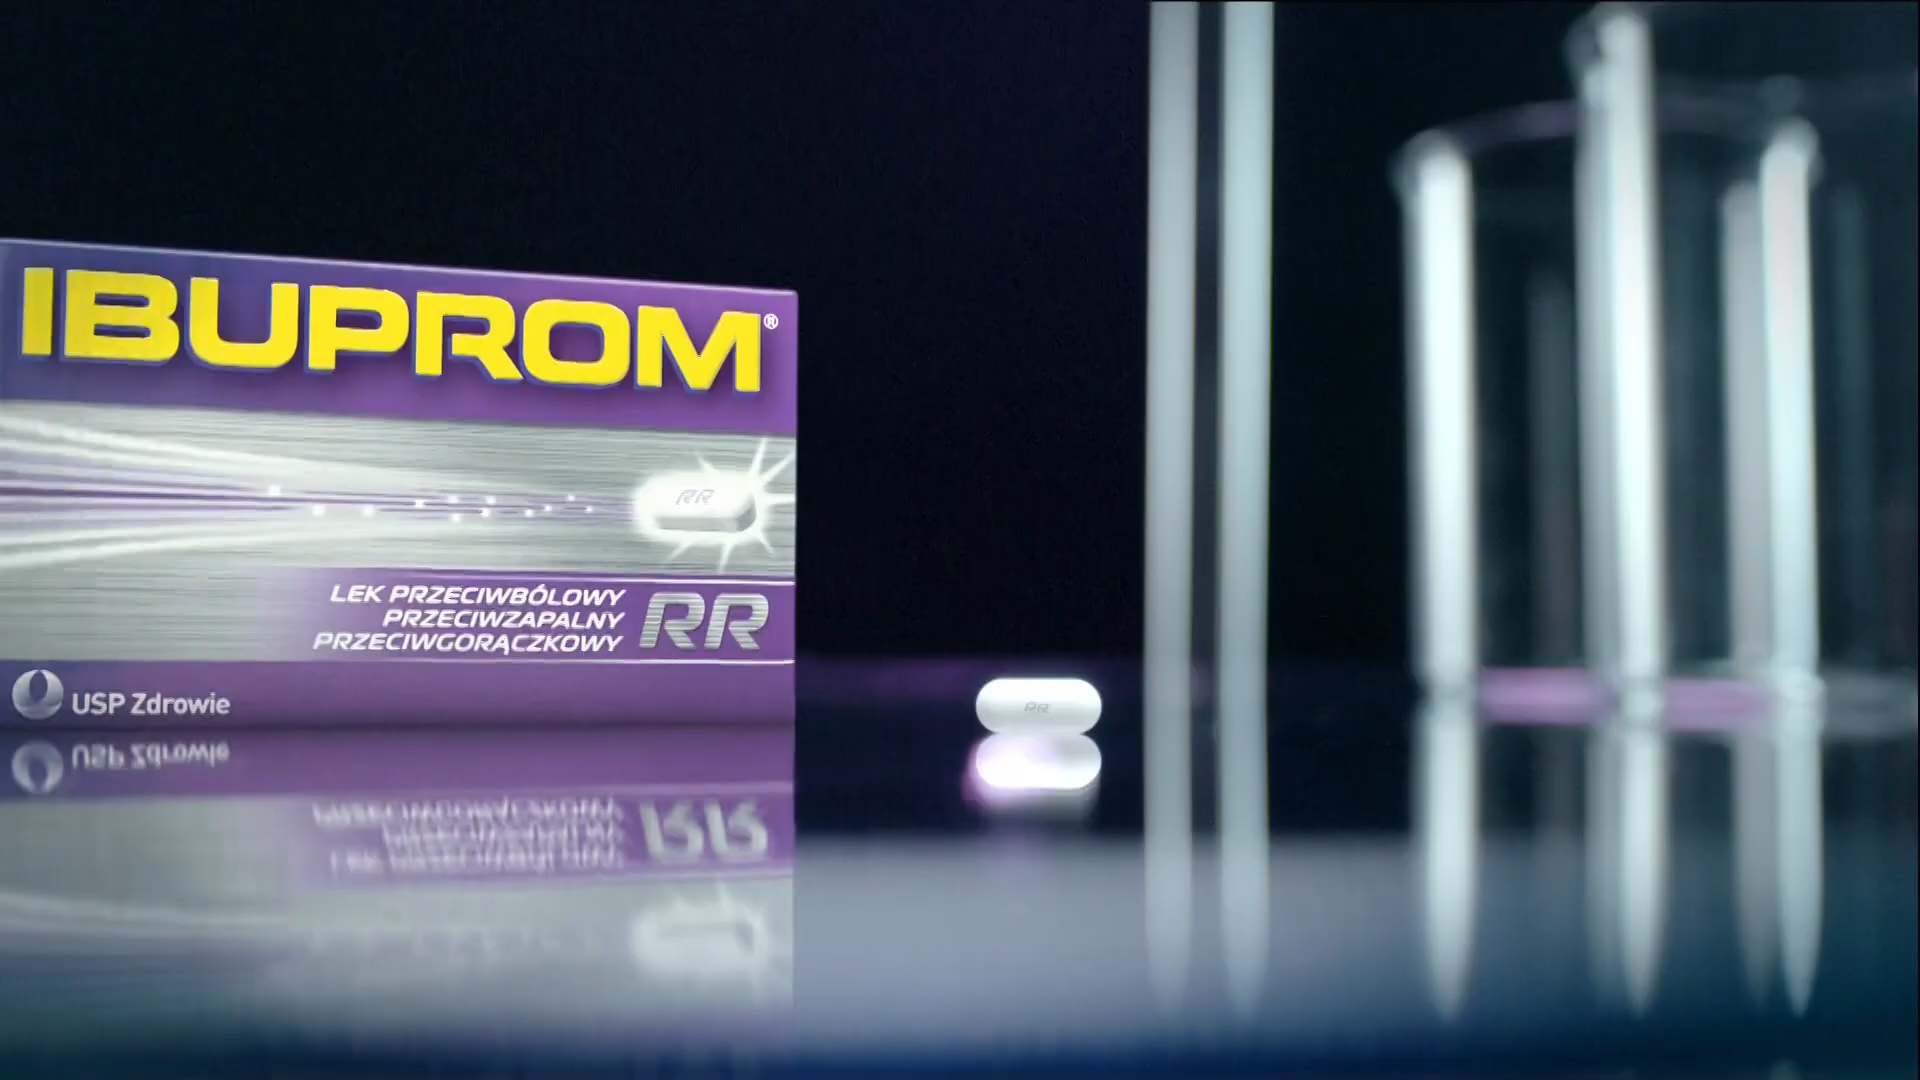 IBUPROM®
RR
LEK PRZECIWBÓLOWY
PRZECIWZAPALNY
PRZECIWGORĄCZKOWY
RR
USP Zdrowie
RR